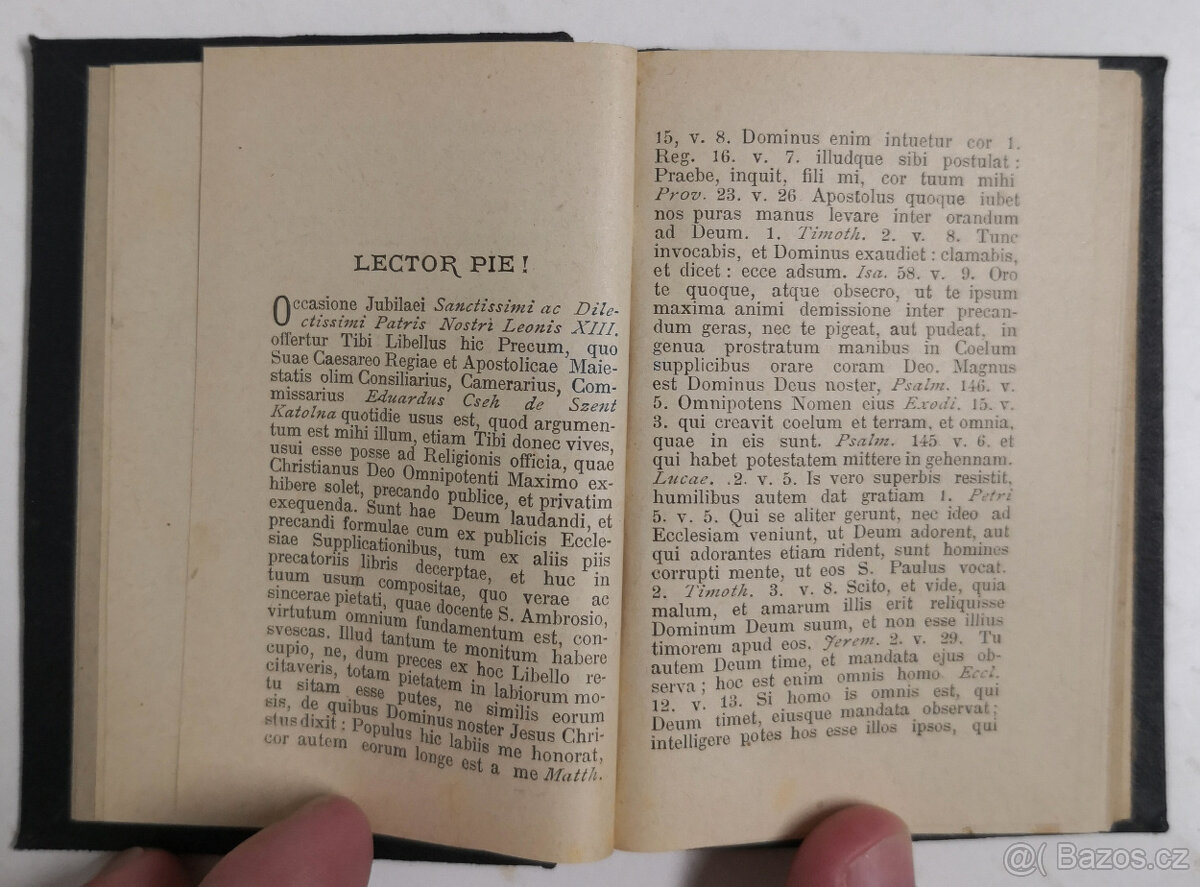 LECTOR PIE!
Occasione Jubilaei Sanctissimi ac Dile-
ctissimi Patris Nostri Leonis XIII.
offertur Tibi Libellus hic Precum, quo
Suae Caesareo Regiae et Apostolicae Maie-
statis olim Consiliarius, Camerarius, Com-
missarius Eduardus Cseh de Szent
Katolna quotidie usus est, quod argumen-
tum est mihi illum, etiam Tibi donec vives,
usui esse posse ad Religionis officia, quae
Christianus Deo Omnipotenti Maximo ex-
hibere solet, precando publice, et privatim
exequenda. Sunt hae Deum laudandi, et
precandi formulae cum ex publicis Eccle-
siae Supplicationibus, tum ex aliis piis
precatoriis libris decerptae, et huc in
tuum usum compositae, quo verae ac
sincerae pietati, quae docente S. Ambrosio,
virtutum omnium fundamentum est, con-
svescas. Illud tantum te monitum habere
cupio, ne, dum preces ex hoc Libello re-
citaveris, totam pietatem in labiorum mo-
tu sitam esse putes, ne similis eorum
sis, de quibus Dominus noster Jesus Chri-
stus dixit: Populus hic labiis me honorat,
cor autem eorum longe est a me Matth.
15, v. 8. Dominus enim intuetur cor 1.
Reg. 16. v. 7. illudque sibi postulat:
Praebe, inquit, fili mi, cor tuum mihi
Prov. 23. v. 26 Apostolus quoque iubet
nos puras manus levare inter orandum
ad Deum. 1. Timoth. 2. v. 8. Tunc
invocabis, et Dominus exaudiet: clamabis,
et dicet: ecce adsum. Isa. 58. v. 9. Oro
te quoque, atque obsecro, ut te ipsum
maxima animi demissione inter precan-
dum geras, nec te pigeat, aut pudeat, in
genua prostratum manibus in Coelum
supplicibus orare coram Deo. Magnus
est Dominus Deus noster, Psalm. 146. v.
5. Omnipotens Nomen eius Exodi. 15. v.
3. qui creavit coelum et terram, et omnia,
quae in eis sunt. Psalm. 145 v. 6. et
qui habet potestatem mittere in gehennam.
Lucae. .2. v. 5. Is vero superbis resistit,
humilibus autem dat gratiam 1. Petri
5. v. 5. Qui se aliter gerunt, nec ideo ad
Ecclesiam veniunt, ut Deum adorent, aut
qui adorantes etiam rident, sunt homines
corrupti mente, ut eos S. Paulus vocat.
2. Timoth. 3. v. 8. Scito, et vide, quia
malum, et amarum illis erit reliquisse
Dominum Deum suum, et non esse illius
timorem apud eos. Jerem. 2. v. 29. Tu
autem Deum time, et mandata ejus ob-
serva; hoc est enim omnis homo Eccl.
12. v. 13. Si homo is omnis est, qui
Deum timet, eiusque mandata observat;
intelligere potes hos esse illos ipsos, qui
@( Bazos.cz